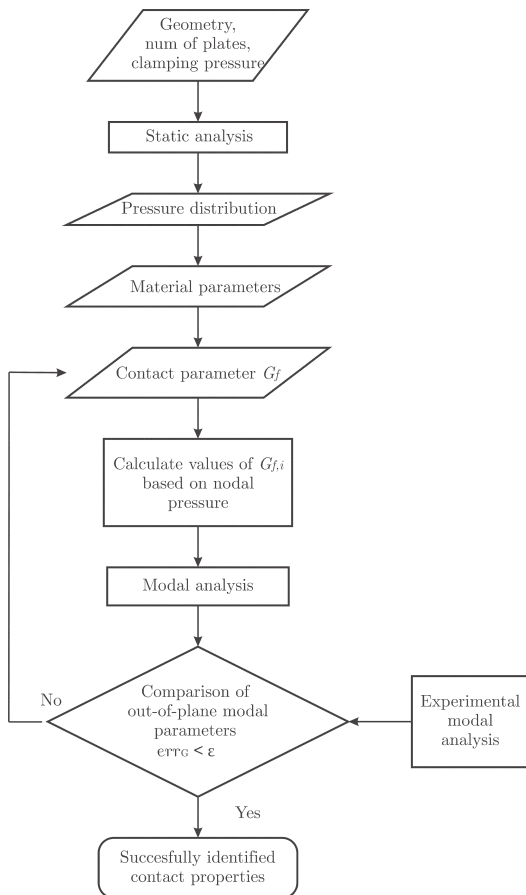 Geometry,
num of plates,
clamping pressure
Static analysis
Pressure distribution
Material parameters
Contact parameter Gf
Calculate values of Gf,i
based on nodal
pressure
Modal analysis
No
Comparison of
out-of-plane modal
parameters
errG < ε
Experimental
modal
analysis
Yes
Succesfully identified
contact properties